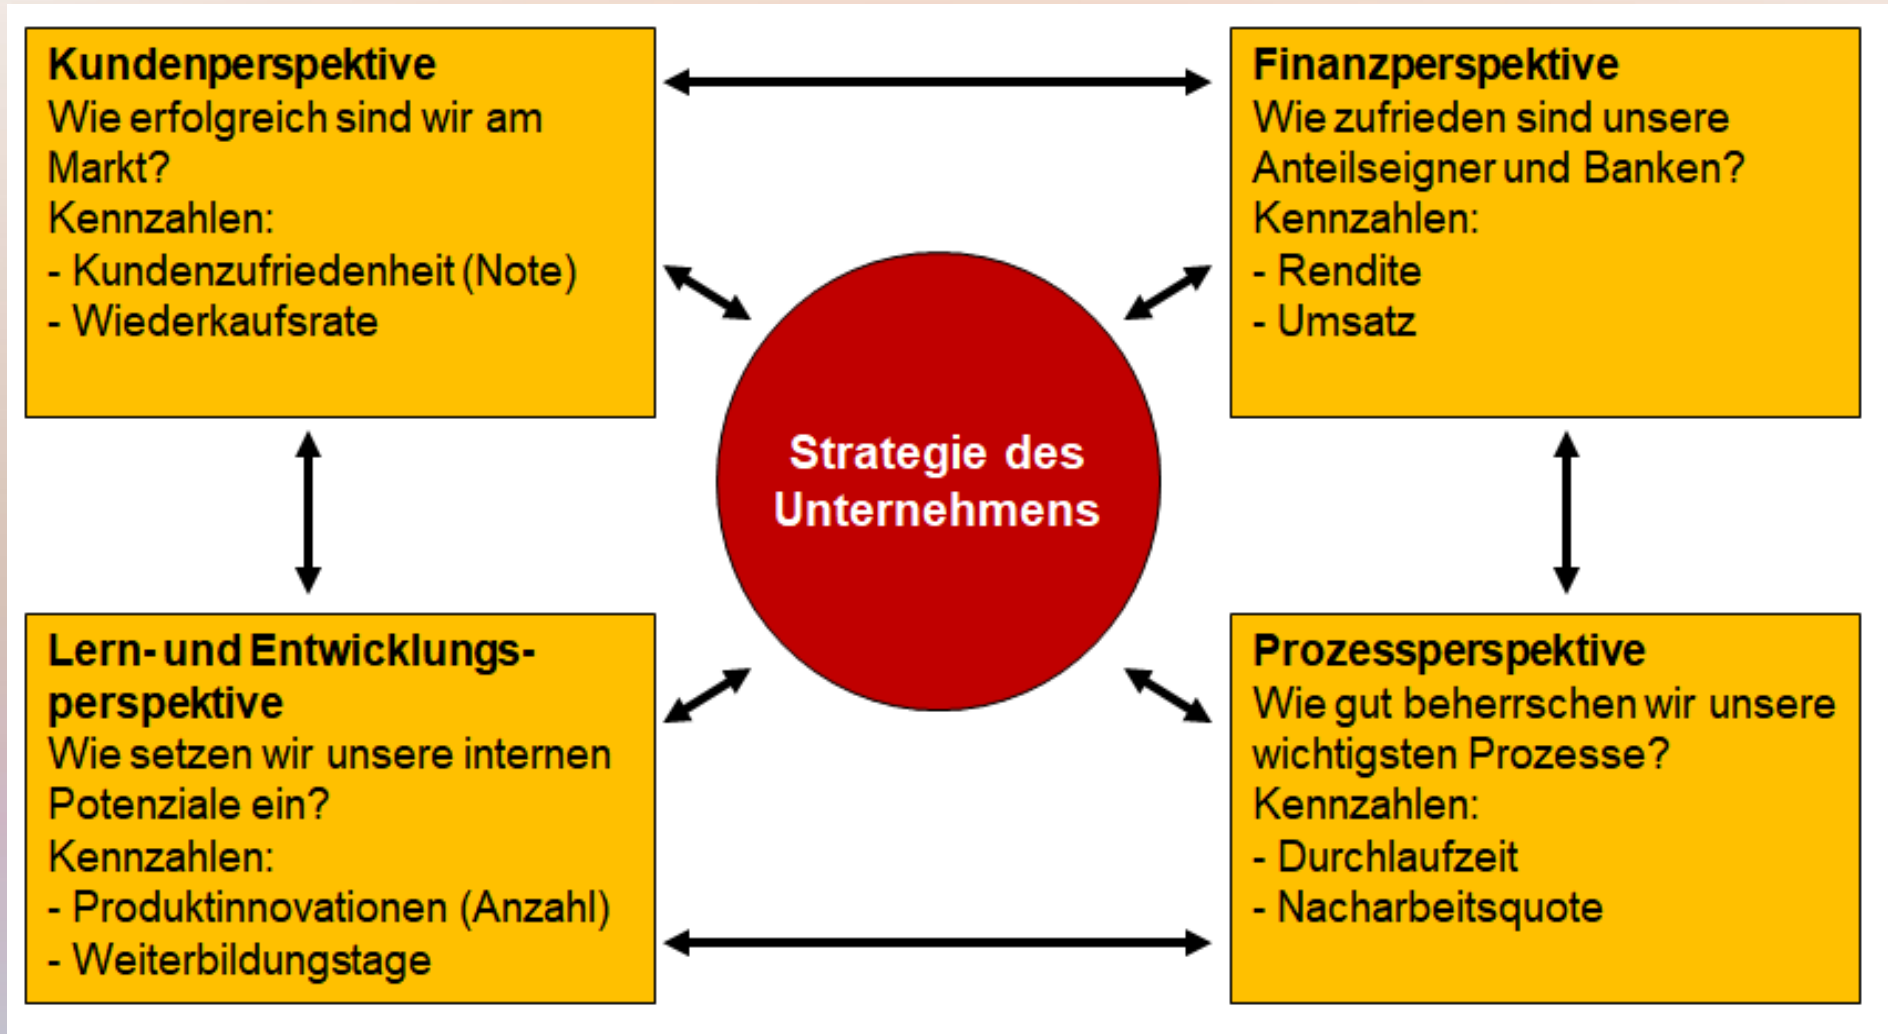 Kundenperspektive
Wie erfolgreich sind wir am
Markt?
Kennzahlen:
- Kundenzufriedenheit (Note)
- Wiederkaufsrate
Finanzperspektive
Wie zufrieden sind unsere
Anteilseigner und Banken?
Kennzahlen:
- Rendite
- Umsatz
Strategie des
Unternehmens
Lern- und Entwicklungs-
perspektive
Wie setzen wir unsere internen
Potenziale ein?
Kennzahlen:
- Produktinnovationen (Anzahl)
- Weiterbildungstage
Prozessperspektive
Wie gut beherrschen wir unsere
wichtigsten Prozesse?
Kennzahlen:
- Durchlaufzeit
- Nacharbeitsquote